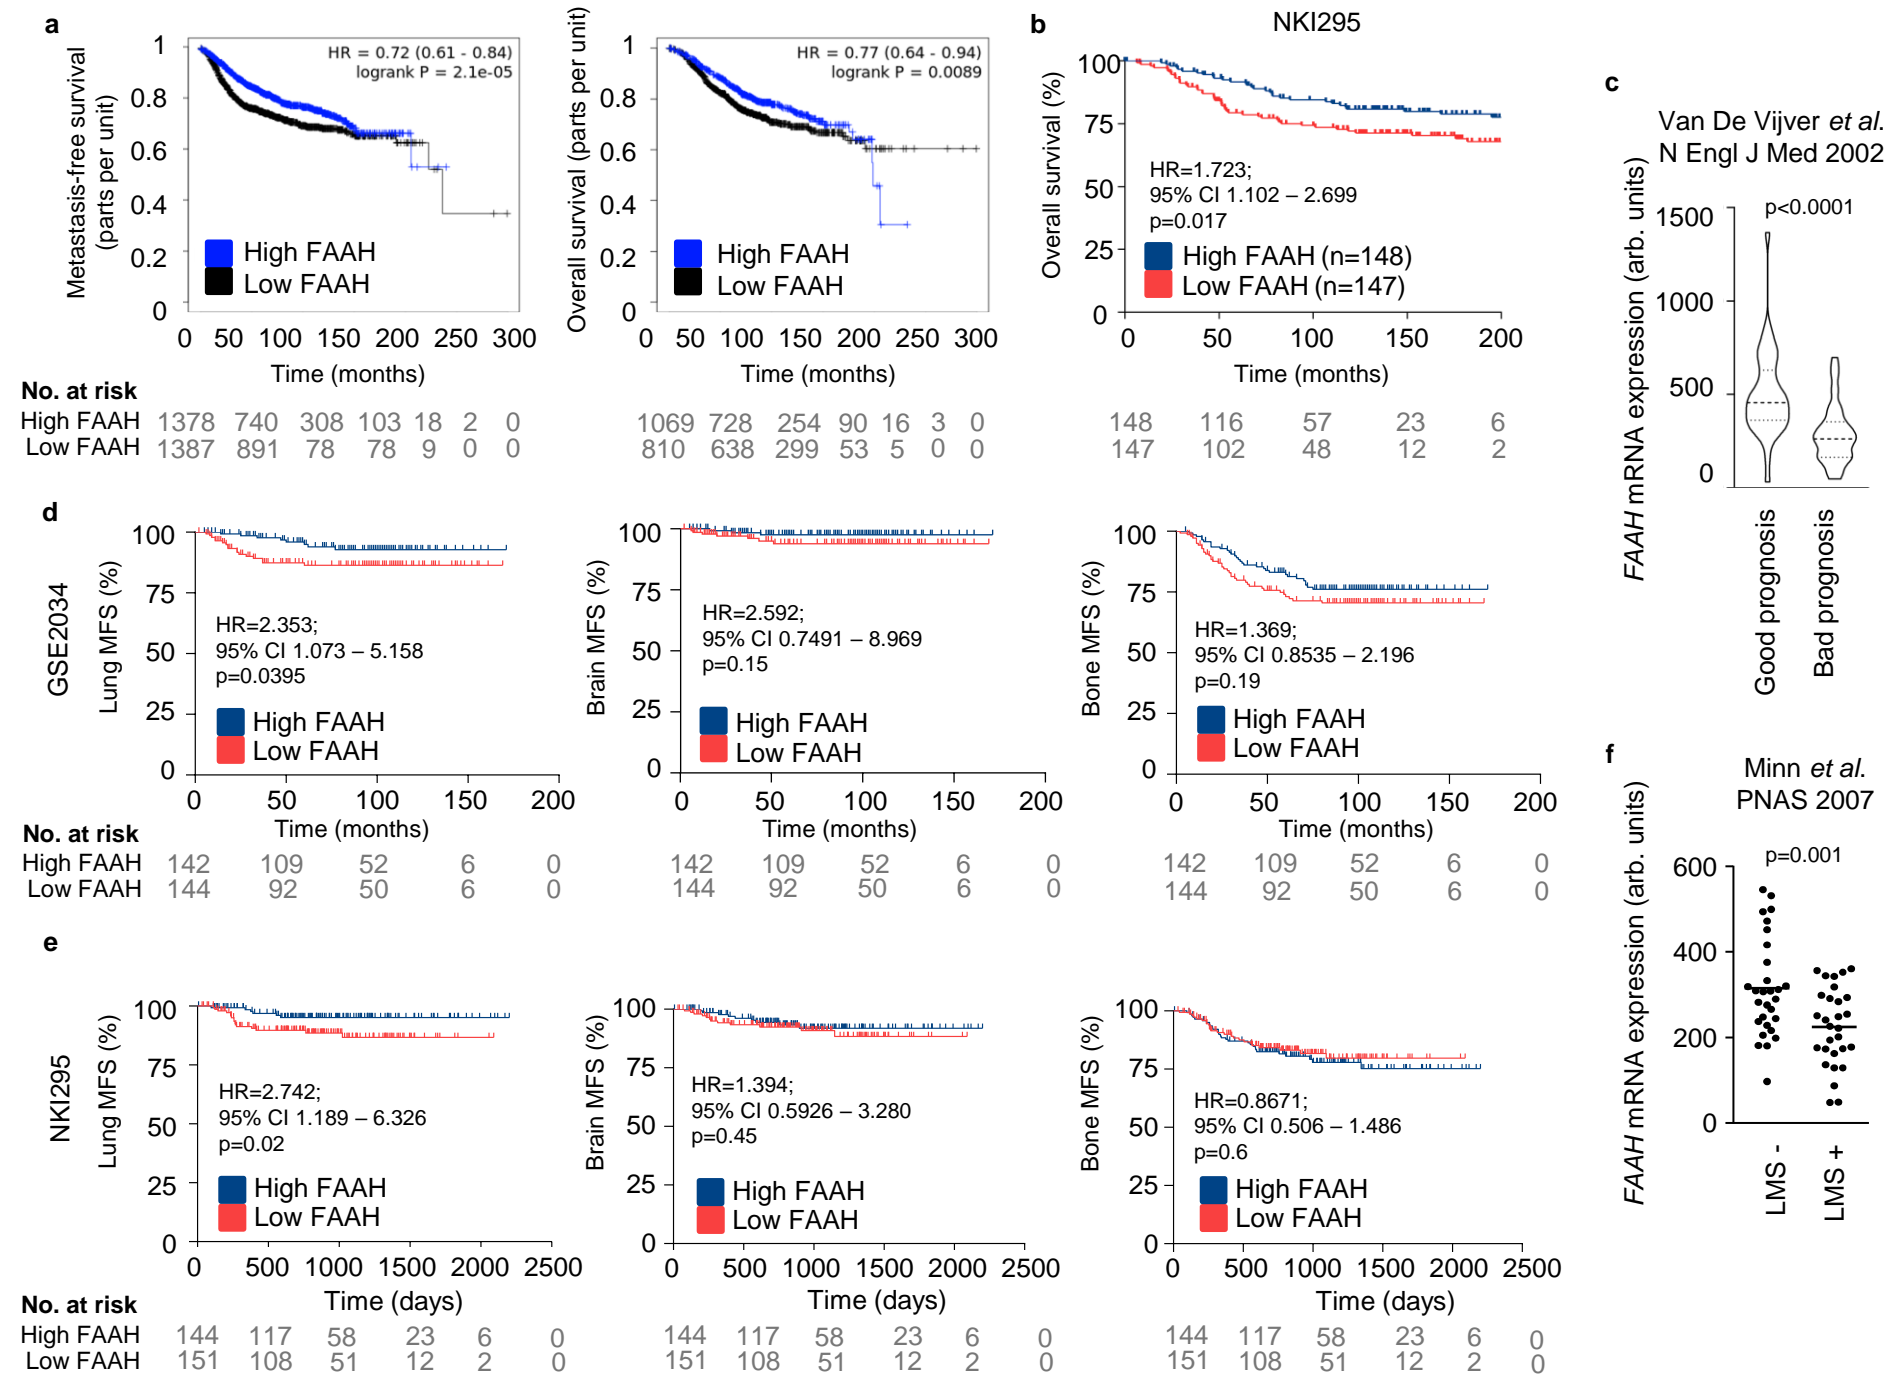 a
Metastasis-free survival
(parts per unit)
1
0.8
0.6
0.4
0.2
0
HR = 0.72 (0.61 - 0.84)
logrank P = 2.1e-05
High FAAH
Low FAAH
0 50 100 150 200 250 300
Time (months)
Overall survival (parts per unit)
1
0.8
0.6
0.4
0.2
0
HR = 0.77 (0.64 - 0.94)
logrank P = 0.0089
High FAAH
Low FAAH
0 50 100 150 200 250 300
Time (months)
No. at risk
High FAAH 1378 740 308 103 18 2 0
Low FAAH 1387 891 78 78 9 0 0
1069 728 254 90 16 3 0
810 638 299 53 5 0 0
b
NKI295
Overall survival (%)
100
75
50
25
0
HR=1.723;
95% CI 1.102 – 2.699
p=0.017
High FAAH (n=148)
Low FAAH (n=147)
0 50 100 150 200
Time (months)
148 116 57 23 6
147 102 48 12 2
c
Van De Vijver et al.
N Engl J Med 2002
FAAH mRNA expression (arb. units)
1500
1000
500
0
p<0.0001
Good prognosis
Bad prognosis
d
GSE2034
Lung MFS (%)
100
75
50
25
0
HR=2.353;
95% CI 1.073 – 5.158
p=0.0395
High FAAH
Low FAAH
0 50 100 150 200
Time (months)
Brain MFS (%)
100
75
50
25
0
HR=2.592;
95% CI 0.7491 – 8.969
p=0.15
High FAAH
Low FAAH
0 50 100 150 200
Time (months)
Bone MFS (%)
100
75
50
25
0
HR=1.369;
95% CI 0.8535 – 2.196
p=0.19
High FAAH
Low FAAH
0 50 100 150 200
Time (months)
No. at risk
High FAAH 142 109 52 6 0
Low FAAH 144 92 50 6 0
142 109 52 6 0
144 92 50 6 0
142 109 52 6 0
144 92 50 6 0
e
NKI295
Lung MFS (%)
100
75
50
25
0
HR=2.742;
95% CI 1.189 – 6.326
p=0.02
High FAAH
Low FAAH
0 500 1000 1500 2000 2500
Time (days)
Brain MFS (%)
100
75
50
25
0
HR=1.394;
95% CI 0.5926 – 3.280
p=0.45
High FAAH
Low FAAH
0 500 1000 1500 2000 2500
Time (days)
Bone MFS (%)
100
75
50
25
0
HR=0.8671;
95% CI 0.506 – 1.486
p=0.6
High FAAH
Low FAAH
0 500 1000 1500 2000 2500
Time (days)
No. at risk
High FAAH 144 117 58 23 6 0
Low FAAH 151 108 51 12 2 0
144 117 58 23 6 0
151 108 51 12 2 0
144 117 58 23 6 0
151 108 51 12 2 0
f
Minn et al.
PNAS 2007
FAAH mRNA expression (arb. units)
600
400
200
0
p=0.001
LMS -
LMS +